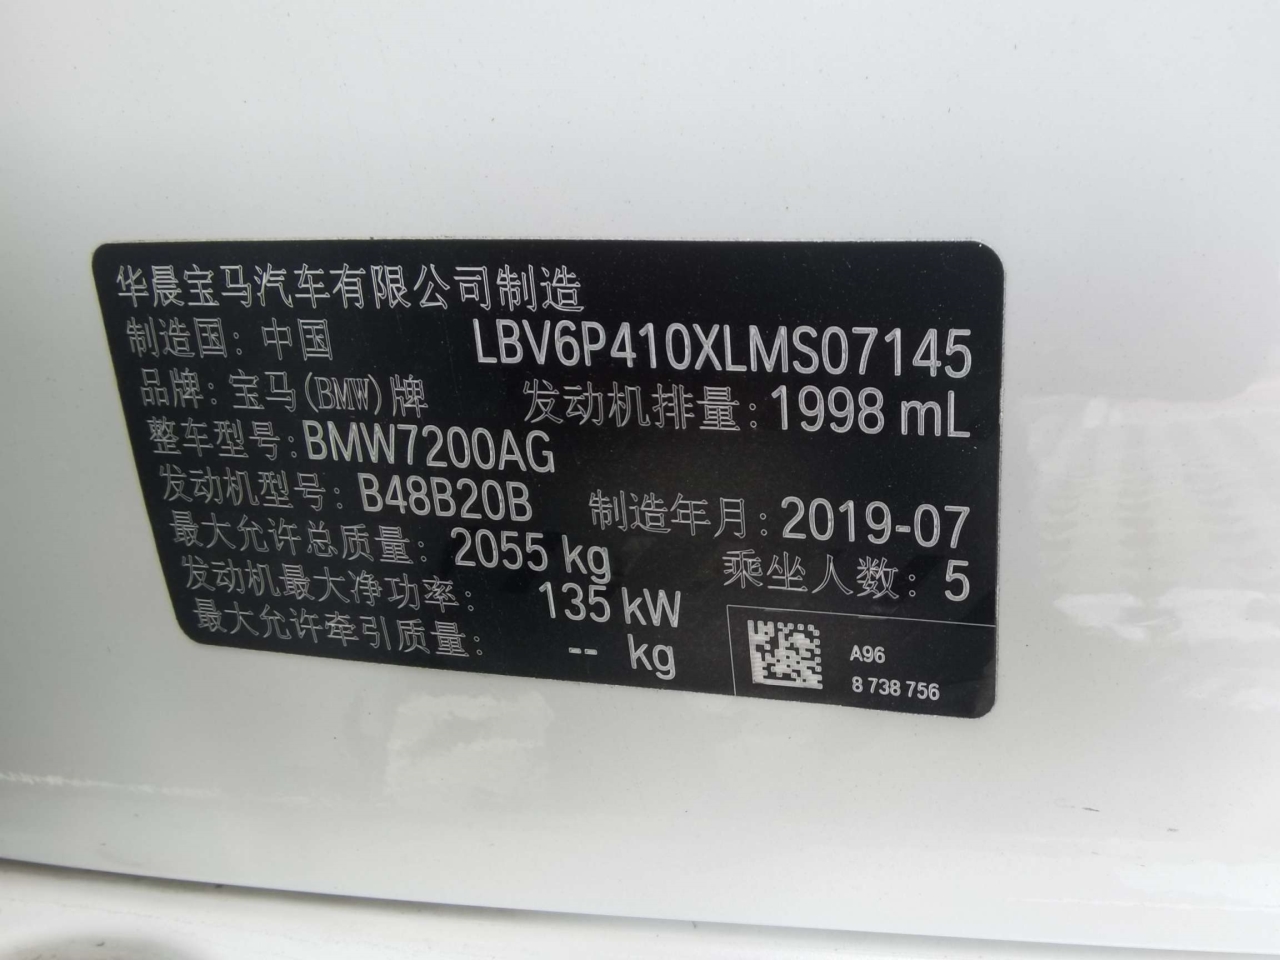 华晨宝马汽车有限公司制造
制造国: 中国 LBV6P410XLMS07145
品牌: 宝马(BMW)牌 发动机排量: 1998 mL
整车型号: BMW7200AG
发动机型号: B48B20B 制造年月: 2019-07
最大允许总质量: 2055 kg 乘坐人数: 5
发动机最大净功率: 135 kW
最大允许牵引质量: -- kg
A96
8 738 756